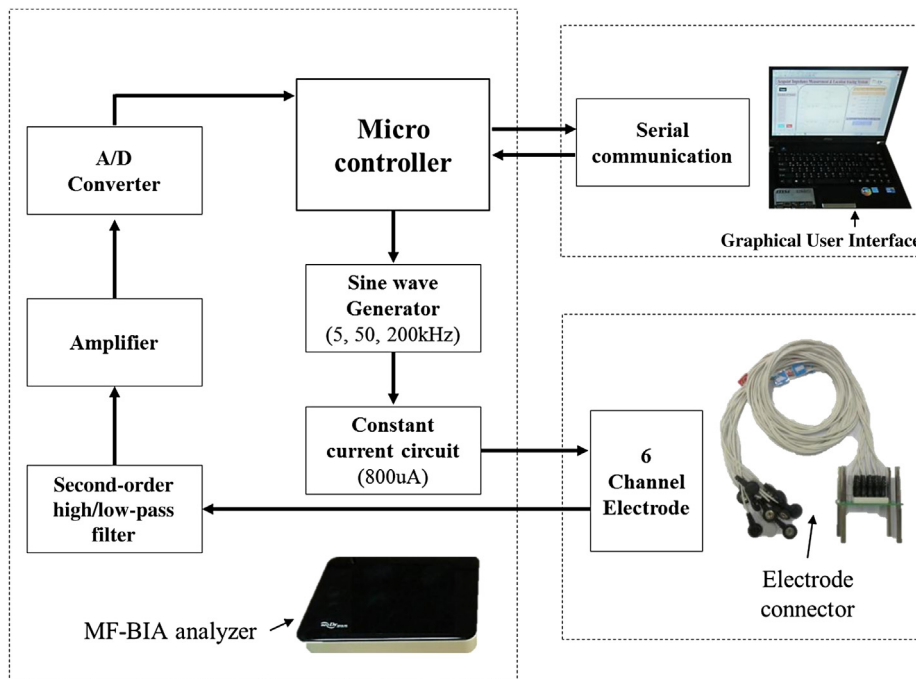 Micro
controller
A/D
Converter
Serial
communication
Graphical User Interface
Sine wave
Generator
(5, 50, 200kHz)
Amplifier
Constant
current circuit
(800uA)
6
Channel
Electrode
Second-order
high/low-pass
filter
Electrode
connector
MF-BIA analyzer